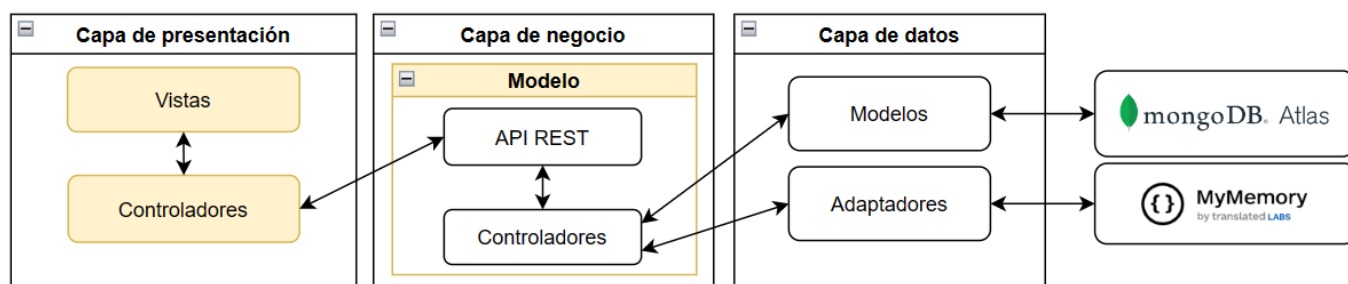 Capa de presentación
Vistas
Controladores
Capa de negocio
Modelo
API REST
Controladores
Capa de datos
Modelos
Adaptadores
mongoDB® Atlas
{} MyMemory
by translated LABS